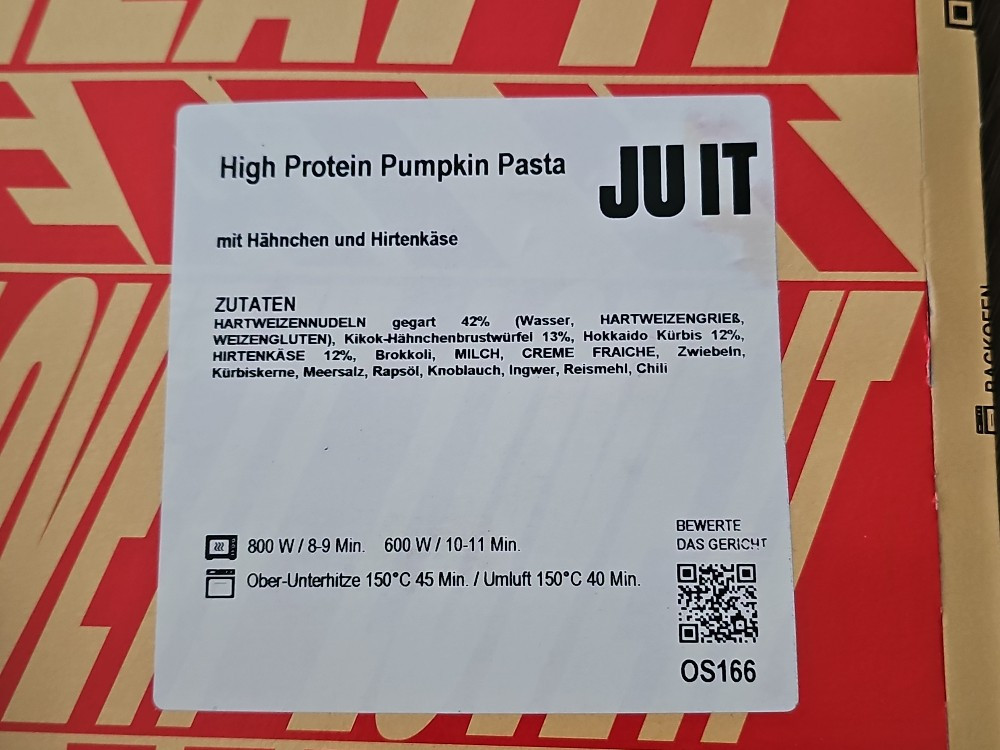 High Protein Pumpkin Pasta
JU IT
mit Hähnchen und Hirtenkäse
ZUTATEN
HARTWEIZENNUDELN gegart 42% (Wasser, HARTWEIZENGRIEß,
WEIZENGLUTEN), Kikok-Hähnchenbrustwürfel 13%, Hokkaido Kürbis 12%,
HIRTENKÄSE 12%, Brokkoli, MILCH, CREME FRAICHE, Zwiebeln,
Kürbiskerne, Meersalz, Rapsöl, Knoblauch, Ingwer, Reismehl, Chili
800 W / 8-9 Min. 600 W / 10-11 Min.
Ober-Unterhitze 150°C 45 Min. / Umluft 150°C 40 Min.
BEWERTE
DAS GERICHT
OS166
BACKOFEN